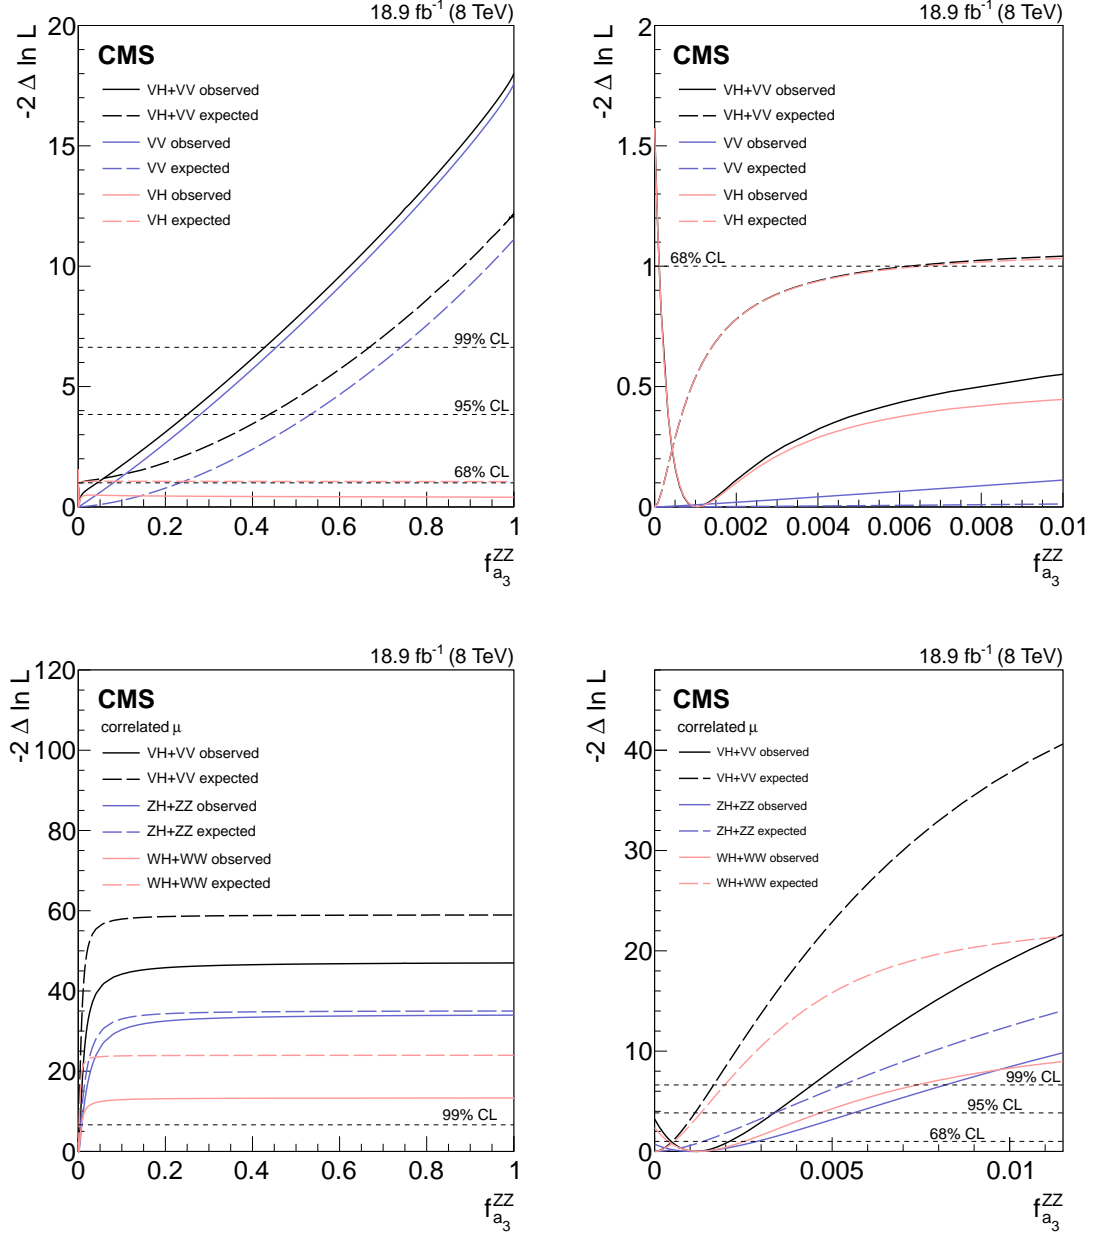 18.9 fb⁻¹ (8 TeV)
-2 Δ ln L
CMS
VH+VV observed
VH+VV expected
VV observed
VV expected
VH observed
VH expected
99% CL
95% CL
68% CL
20
15
10
5
0
0 0.2 0.4 0.6 0.8 1
f_{a_3}^{ZZ}
18.9 fb⁻¹ (8 TeV)
-2 Δ ln L
CMS
VH+VV observed
VH+VV expected
VV observed
VV expected
VH observed
VH expected
68% CL
2
1.5
1
0.5
0
0 0.002 0.004 0.006 0.008 0.01
f_{a_3}^{ZZ}
18.9 fb⁻¹ (8 TeV)
-2 Δ ln L
CMS
correlated μ
VH+VV observed
VH+VV expected
ZH+ZZ observed
ZH+ZZ expected
WH+WW observed
WH+WW expected
99% CL
120
100
80
60
40
20
0
0 0.2 0.4 0.6 0.8 1
f_{a_3}^{ZZ}
18.9 fb⁻¹ (8 TeV)
-2 Δ ln L
CMS
correlated μ
VH+VV observed
VH+VV expected
ZH+ZZ observed
ZH+ZZ expected
WH+WW observed
WH+WW expected
99% CL
95% CL
68% CL
40
30
20
10
0
0 0.005 0.01
f_{a_3}^{ZZ}